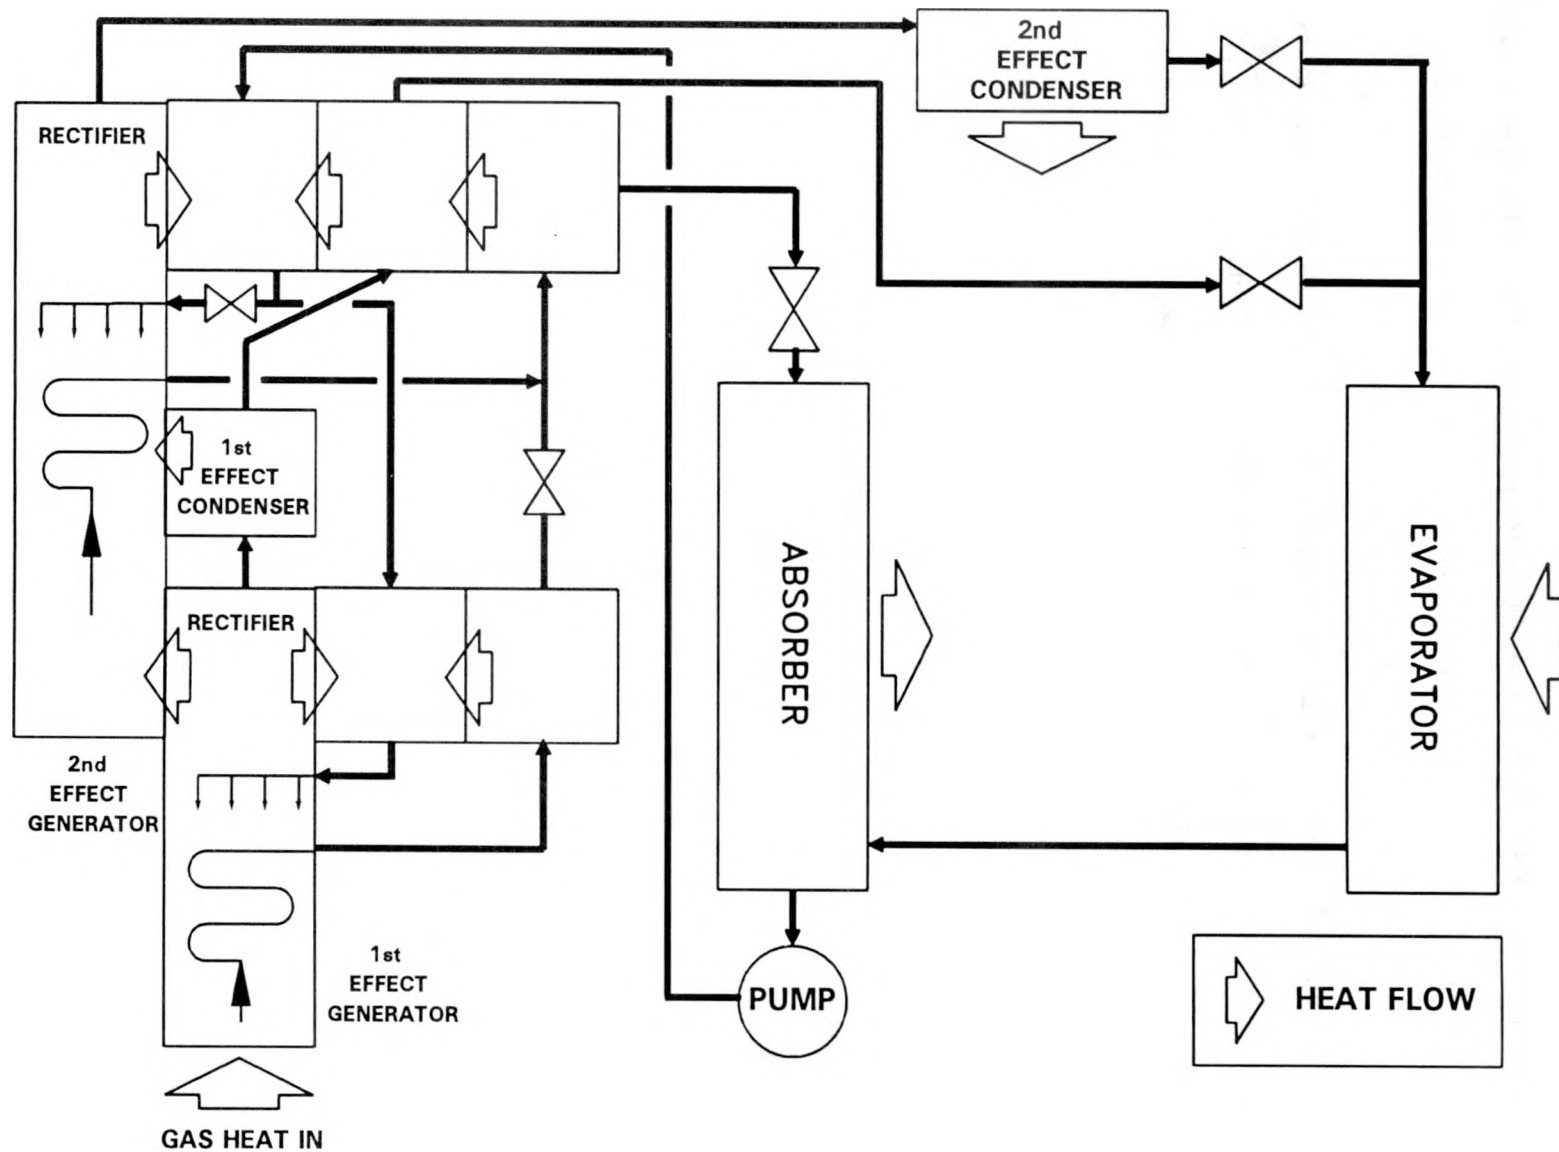 2nd
EFFECT
CONDENSER
RECTIFIER
1st
EFFECT
CONDENSER
RECTIFIER
ABSORBER
EVAPORATOR
2nd
EFFECT
GENERATOR
1st
EFFECT
GENERATOR
PUMP
HEAT FLOW
GAS HEAT IN